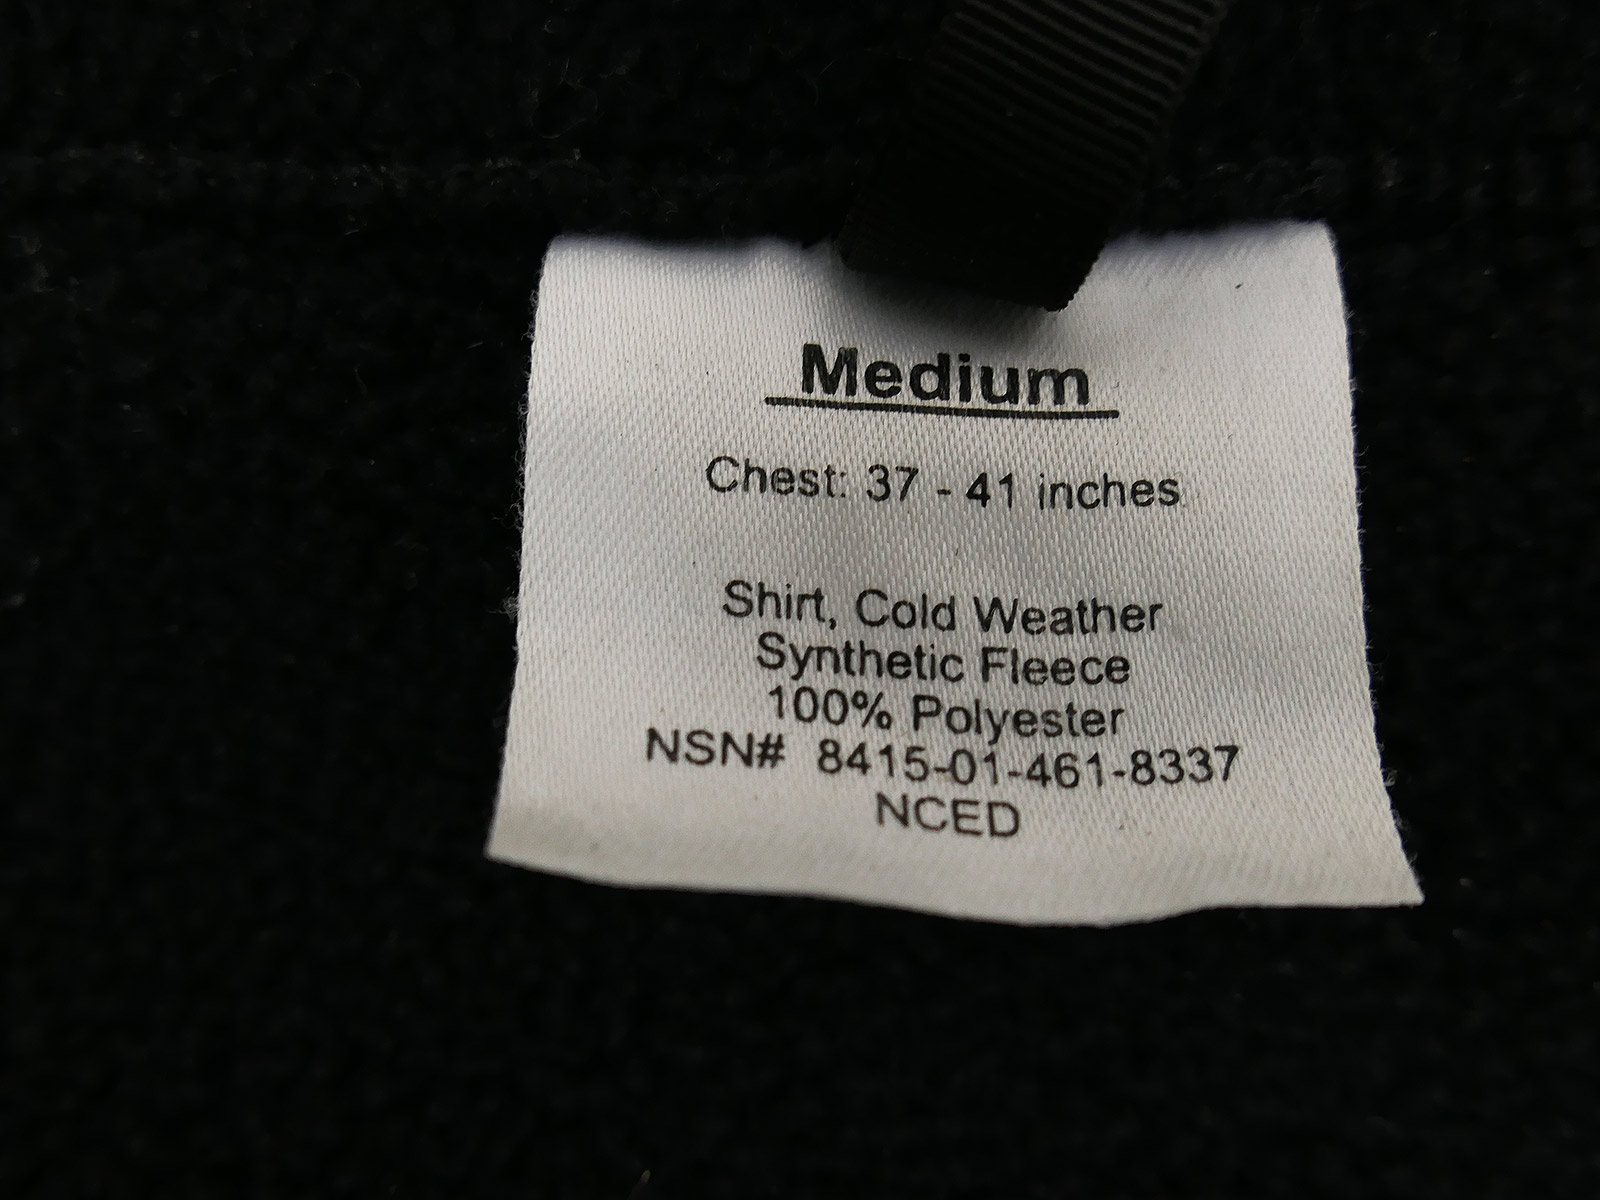 Medium
Chest: 37 - 41 inches
Shirt, Cold Weather
Synthetic Fleece
100% Polyester
NSN# 8415-01-461-8337
NCED